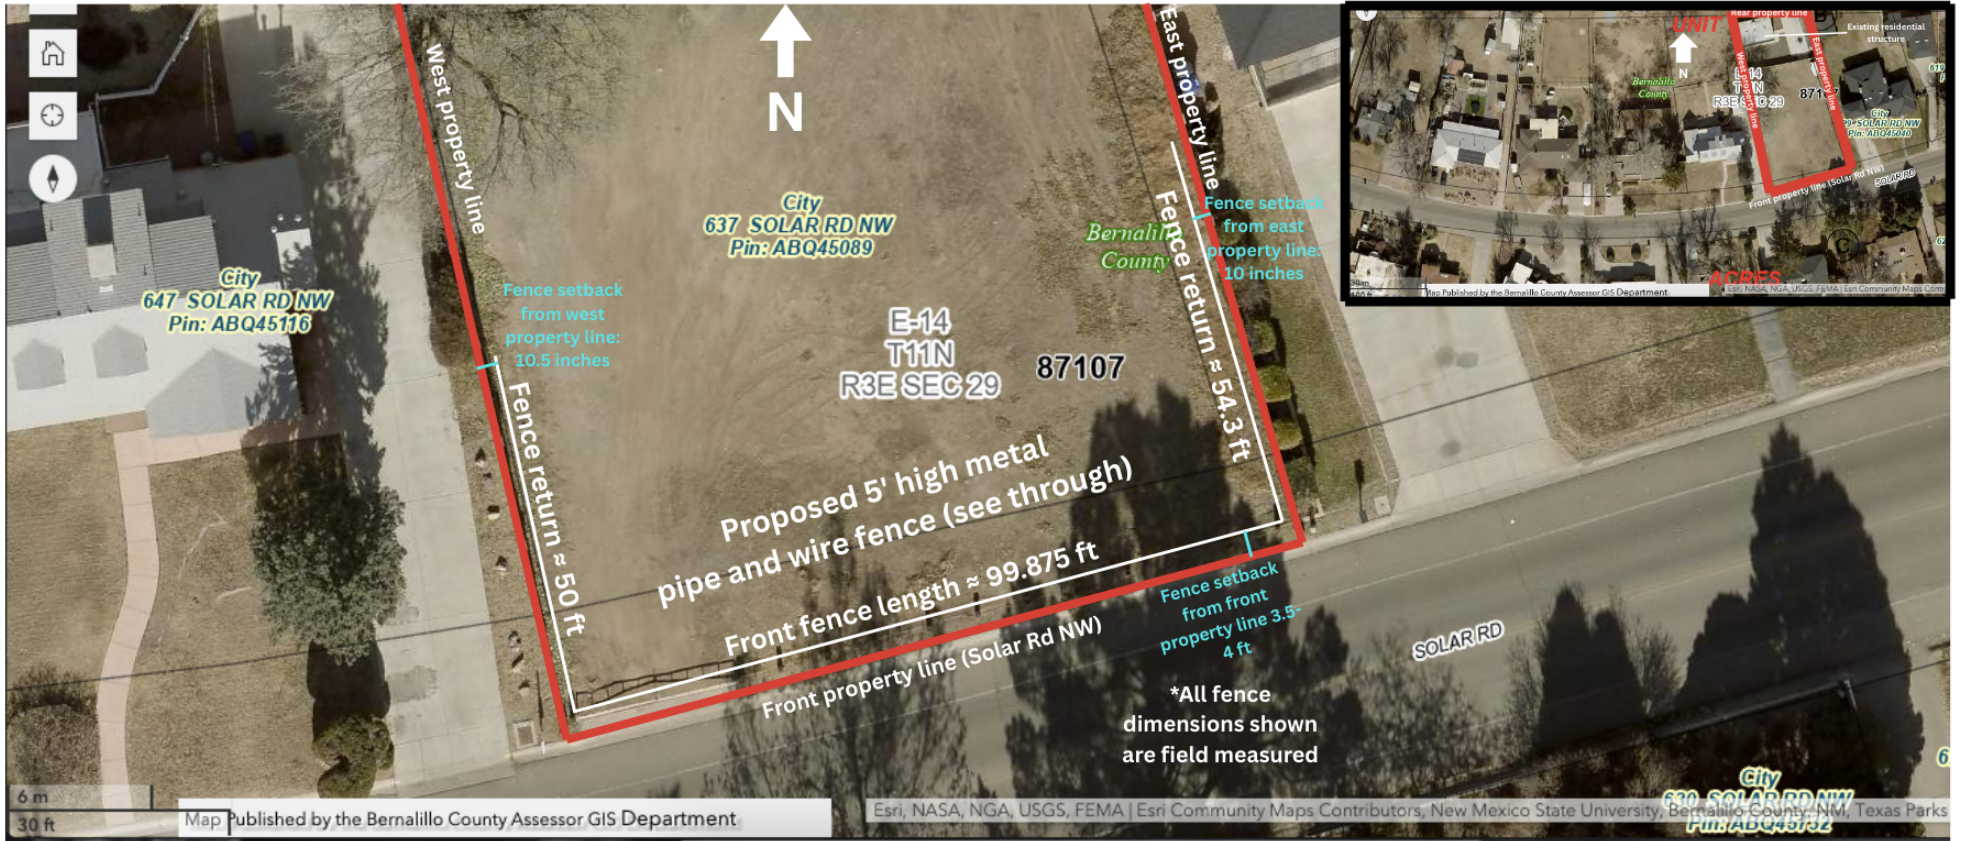 West property line
N
East property line
City
637 SOLAR RD NW
Pin: ABQ45089
Bernalill
County
City
647 SOLAR RD NW
Pin: ABQ45116
Fence setback
from west
property line:
10.5 inches
Fence setback
from east
property line:
10 inches
Fence return ≈ 54.3 ft
Fence return ≈ 50 ft
E-14
T11N
R3E SEC 29
87107
Proposed 5' high metal
pipe and wire fence (see through)
Front fence length ≈ 99.875 ft
Front property line (Solar Rd NW)
Fence setback
from front
property line 3.5-
4 ft
SOLAR RD
*All fence
dimensions shown
are field measured
6 m
30 ft
Map Published by the Bernalillo County Assessor GIS Department
Esri, NASA, NGA, USGS, FEMA | Esri Community Maps Contributors, New Mexico State University, Bernalillo County, NM, Texas Parks
City
630 SOLAR RD NW
Pin: ABQ45732
6
UNIT
Rear property line
Existing residential
structure
N
Bernalillo
County
West property line
East property line
R3E SEC 29
City
SOLAR RD NW
Pin: ABQ45040
Front property line (Solar Rd NW)
SOLAR RD
C
ACRES
Map Published by the Bernalillo County Assessor GIS Department
Esri, NASA, NGA, USGS, FEMA | Esri Community Maps Contr